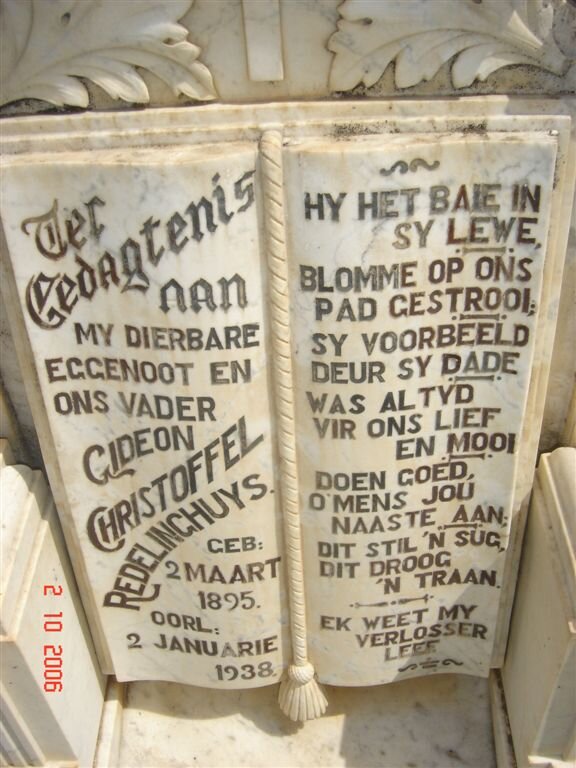 Ter
Gedagtenis
aan
MY DIERBARE
EGGENOOT EN
ONS VADER
GIDEON
CHRISTOFFEL
REDELINGHUYS.
GEB:
2 MAART
1895.
OORL:
2 JANUARIE
1938.
HY HET BAIE IN
SY LEWE,
BLOMME OP ONS
PAD GESTROOI;
SY VOORBEELD
DEUR SY DADE
WAS ALTYD
VIR ONS LIEF
EN MOOI
DOEN GOED,
O'MENS JOU
NAASTE AAN;
DIT STIL 'N SUG,
DIT DROOG
'N TRAAN.
EK WEET MY
VERLOSSER
LEEF
2 10 2006